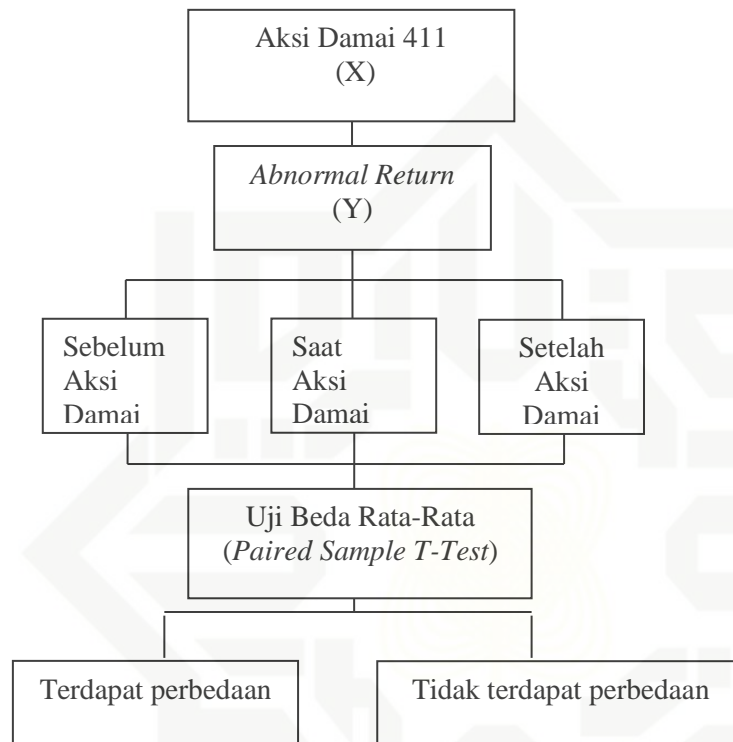 Aksi Damai 411
(X)
Abnormal Return
(Y)
Sebelum
Aksi
Damai
Saat
Aksi
Damai
Setelah
Aksi
Damai
Uji Beda Rata-Rata
(Paired Sample T-Test)
Terdapat perbedaan
Tidak terdapat perbedaan